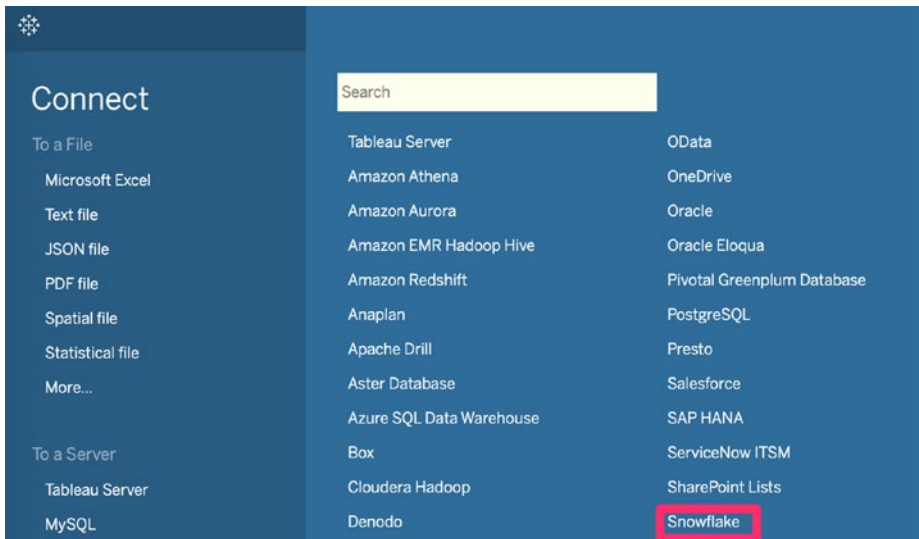 Connect
To a File
Microsoft Excel
Text file
JSON file
PDF file
Spatial file
Statistical file
More...
To a Server
Tableau Server
MySQL
Search
Tableau Server
Amazon Athena
Amazon Aurora
Amazon EMR Hadoop Hive
Amazon Redshift
Anaplan
Apache Drill
Aster Database
Azure SQL Data Warehouse
Box
Cloudera Hadoop
Denodo
OData
OneDrive
Oracle
Oracle Eloqua
Pivotal Greenplum Database
PostgreSQL
Presto
Salesforce
SAP HANA
ServiceNow ITSM
SharePoint Lists
Snowflake